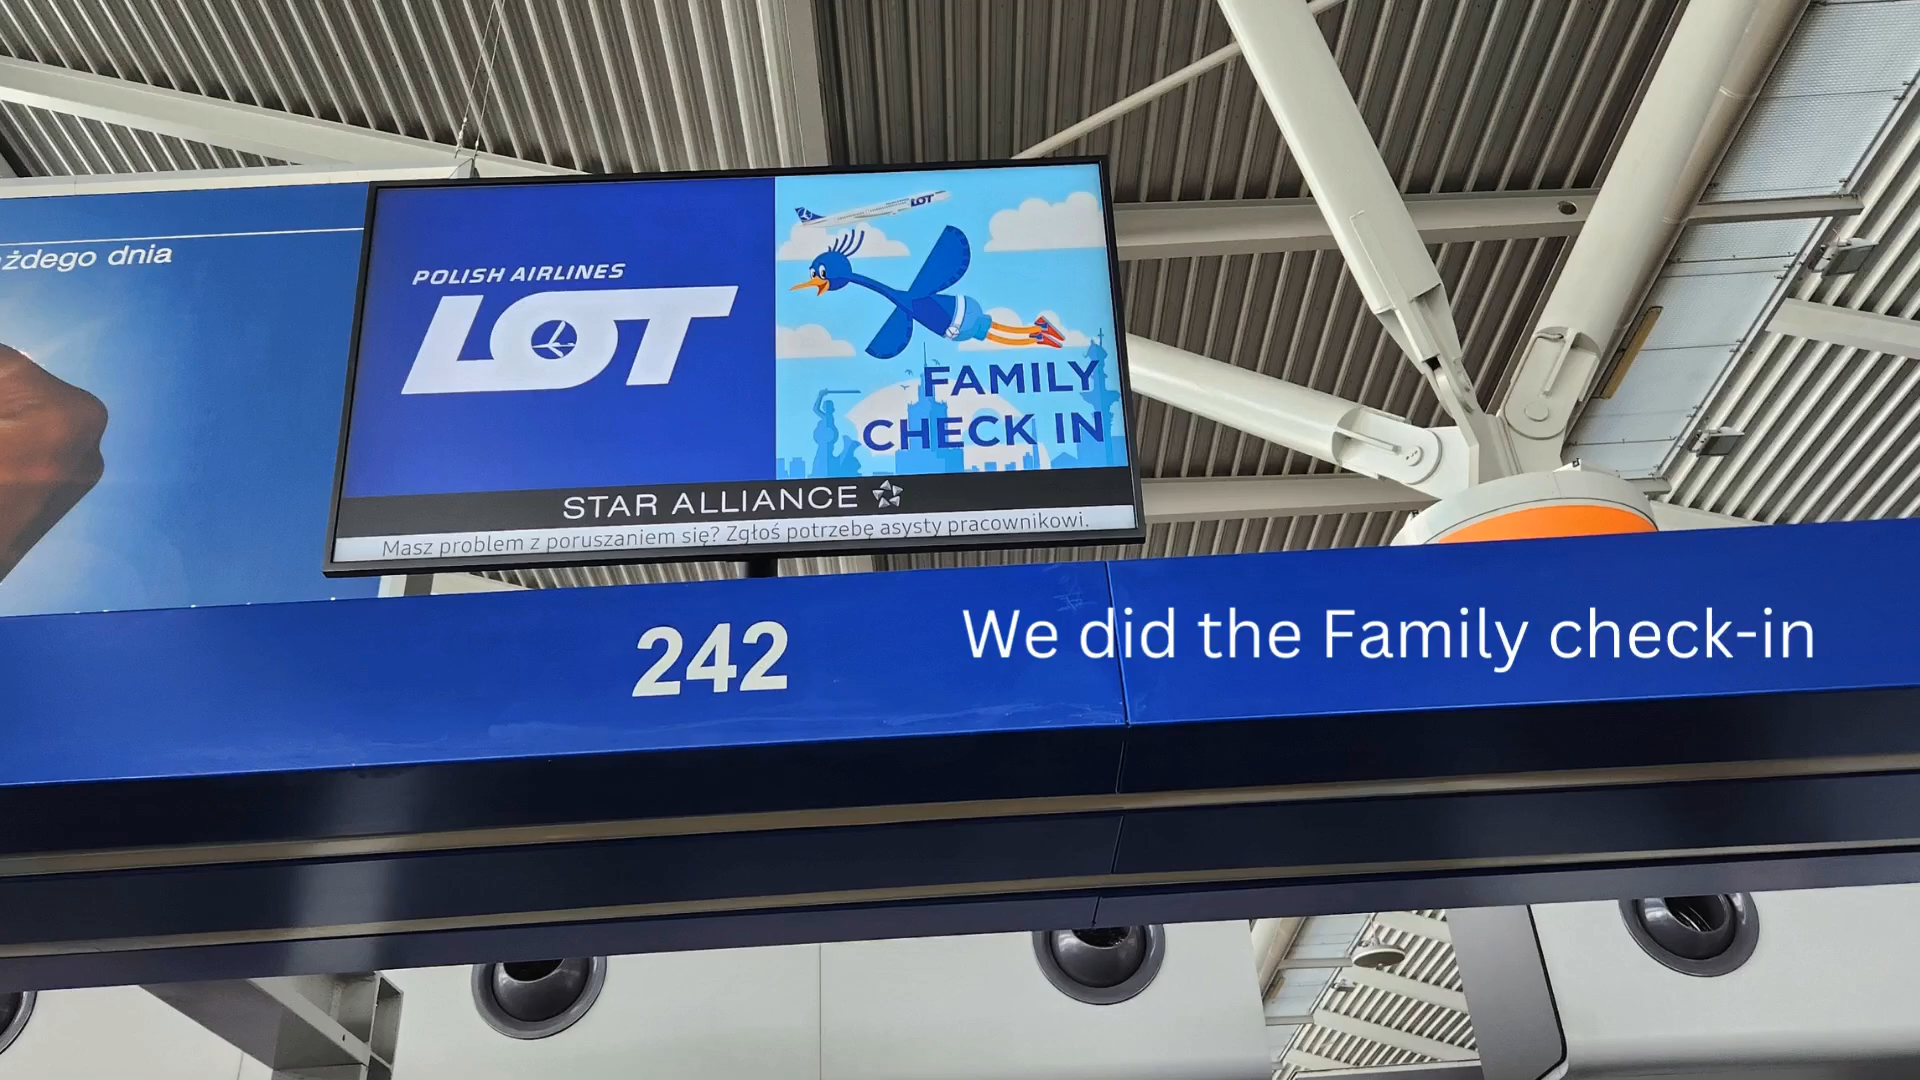 każdego dnia
POLISH AIRLINES
LOT
LOT
FAMILY
CHECK IN
STAR ALLIANCE
Masz problem z poruszaniem się? Zgłoś potrzebę asysty pracownikowi.
242
We did the Family check-in